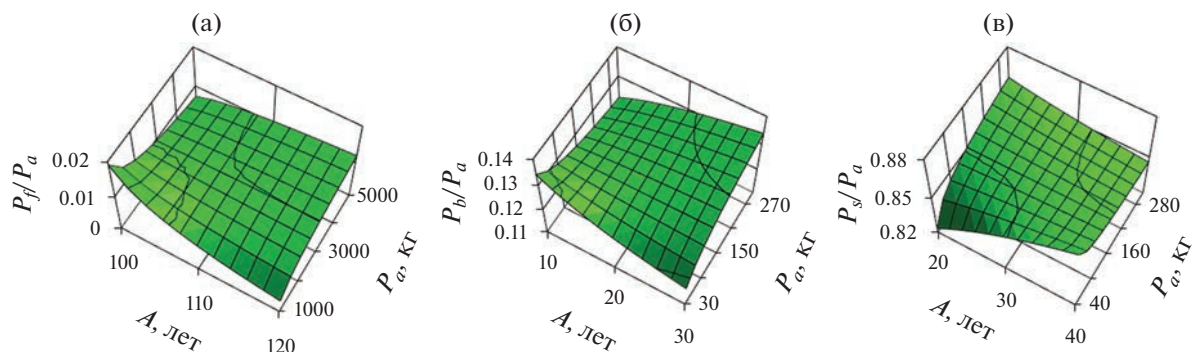 (а)
0.02
0.01
0
P_f/P_a
100
110
120
A, лет
1000
3000
5000
P_a, кг
(б)
0.14
0.13
0.12
0.11
P_b/P_a
10
20
30
A, лет
30
150
270
P_a, кг
(в)
0.88
0.85
0.82
P_s/P_a
20
30
40
A, лет
40
160
280
P_a, кг